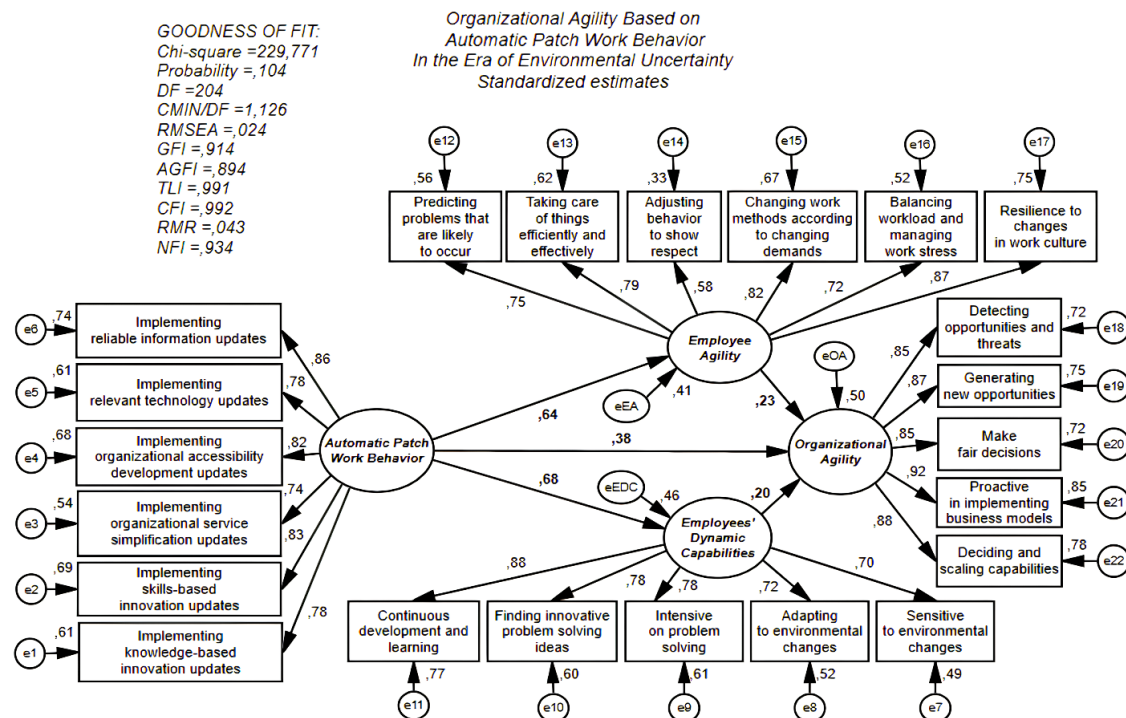 GOODNESS OF FIT:
Chi-square =229,771
Probability =,104
DF =204
CMIN/DF =1,126
RMSEA =,024
GFI =,914
AGFI =,894
TLI =,991
CFI =,992
RMR =,043
NFI =,934
Organizational Agility Based on
Automatic Patch Work Behavior
In the Era of Environmental Uncertainty
Standardized estimates
e12
e13
e14
e15
e16
e17
,56
,62
,33
,67
,52
,75
Predicting
problems that
are likely
to occur
Taking care
of things
efficiently and
effectively
Adjusting
behavior
to show
respect
Changing work
methods according
to changing
demands
Balancing
workload and
managing
work stress
Resilience to
changes
in work culture
,75
,79
,58
,82
,72
,87
Employee
Agility
eEA
,41
e6
,74
Implementing
reliable information updates
,86
e5
,61
Implementing
relevant technology updates
,78
e4
,68
Implementing
organizational accessibility
development updates
,82
e3
,54
Implementing
organizational service
simplification updates
,74
e2
,69
Implementing
skills-based
innovation updates
,83
e1
,61
Implementing
knowledge-based
innovation updates
,78
Automatic Patch
Work Behavior
,64
,38
,68
,23
,20
eOA
,50
Organizational
Agility
,85
Detecting
opportunities and
threats
,72
e18
,87
Generating
new opportunities
,75
e19
,85
Make
fair decisions
,72
e20
,92
Proactive
in implementing
business models
,85
e21
,88
Deciding and
scaling capabilities
,78
e22
eEDC
,46
Employees'
Dynamic
Capabilities
,88
,78
,78
,72
,70
Continuous
development and
learning
Finding innovative
problem solving
ideas
Intensive
on problem
solving
Adapting
to environmental
changes
Sensitive
to environmental
changes
,77
,60
,61
,52
,49
e11
e10
e9
e8
e7